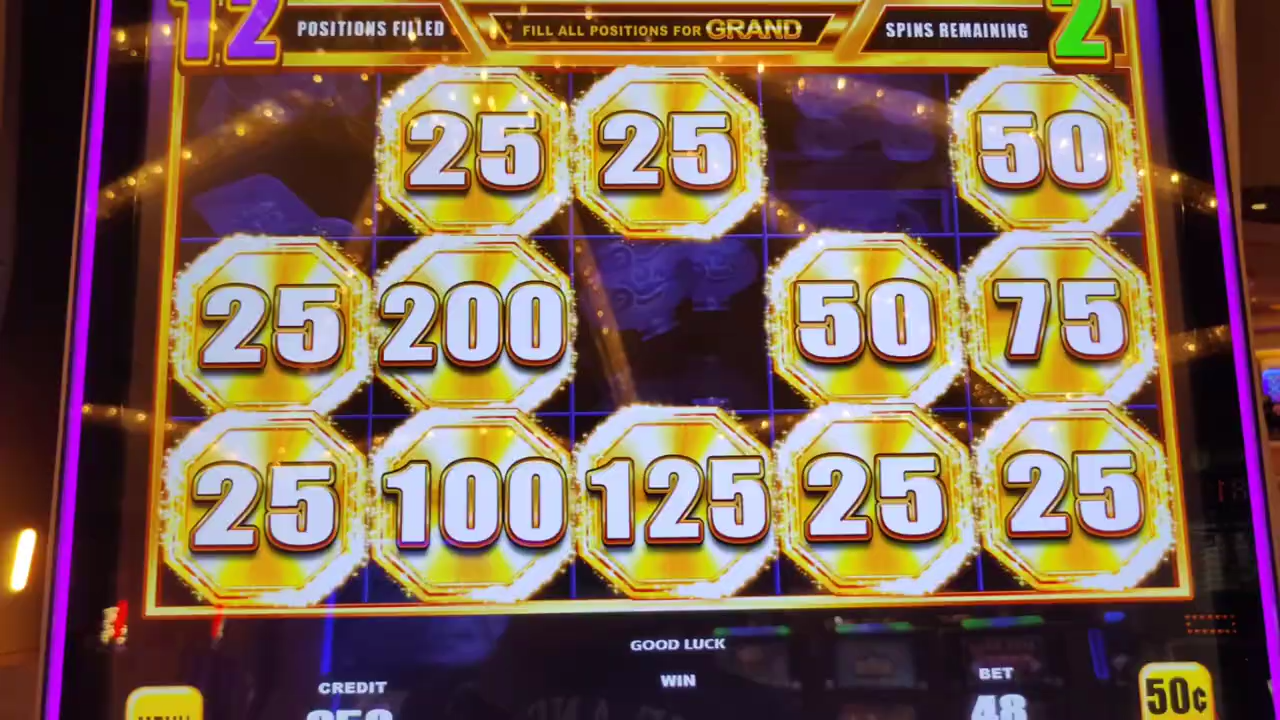 12 POSITIONS FILLED FILL ALL POSITIONS FOR GRAND SPINS REMAINING 2
25 25 50
25 200 50 75
25 100 125 25 25
GOOD LUCK
CREDIT WIN BET
48 50¢